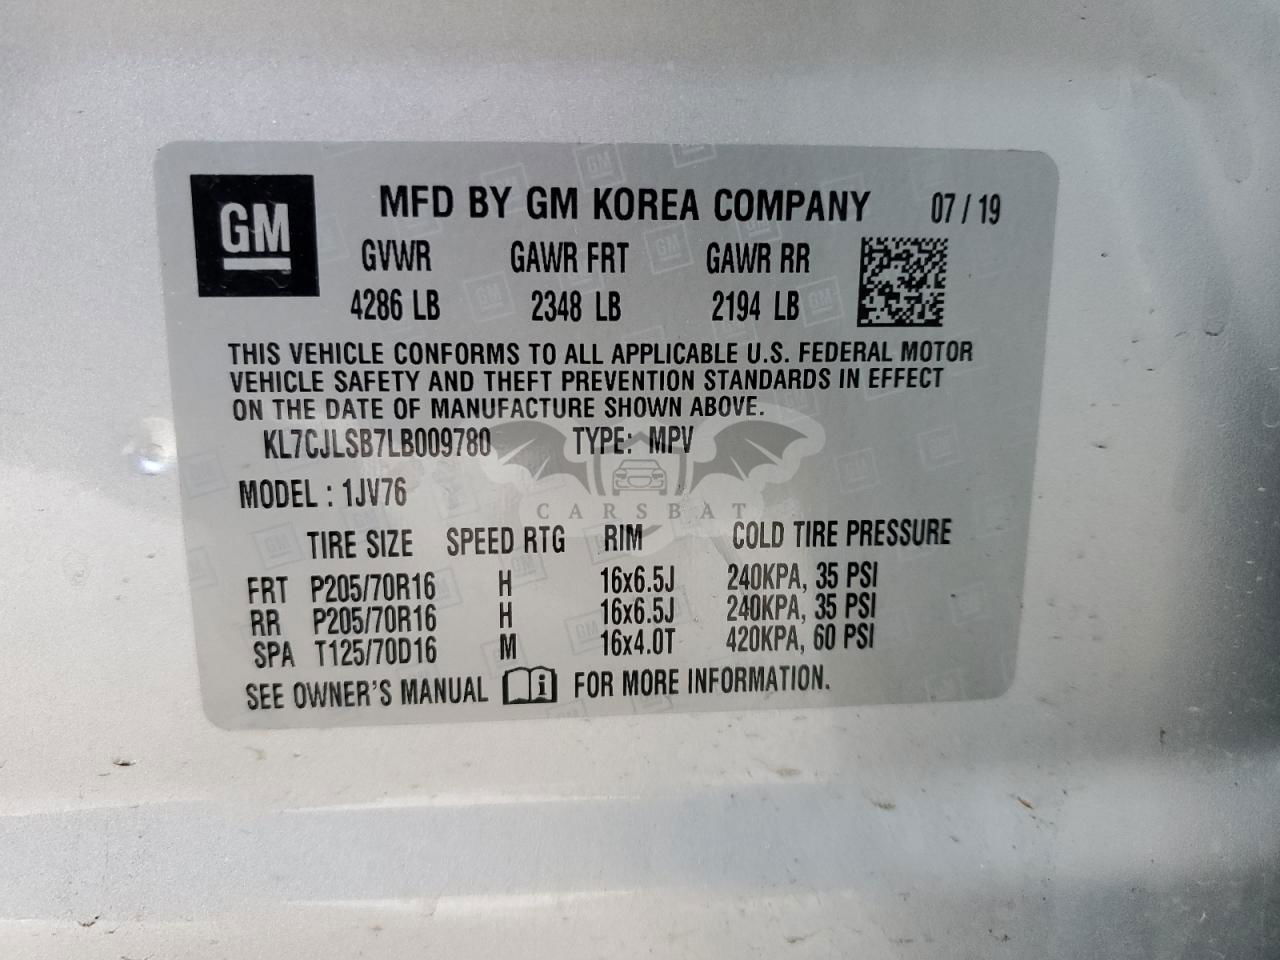 GM
MFD BY GM KOREA COMPANY 07 / 19
GVWR GAWR FRT GAWR RR
4286 LB 2348 LB 2194 LB
THIS VEHICLE CONFORMS TO ALL APPLICABLE U.S. FEDERAL MOTOR
VEHICLE SAFETY AND THEFT PREVENTION STANDARDS IN EFFECT
ON THE DATE OF MANUFACTURE SHOWN ABOVE.
KL7CJLSB7LB009780 TYPE: MPV
MODEL : 1JV76
CARSBAT
TIRE SIZE SPEED RTG RIM COLD TIRE PRESSURE
FRT P205/70R16 H 16x6.5J 240KPA, 35 PSI
RR P205/70R16 H 16x6.5J 240KPA, 35 PSI
SPA T125/70D16 M 16x4.0T 420KPA, 60 PSI
SEE OWNER'S MANUAL i FOR MORE INFORMATION.